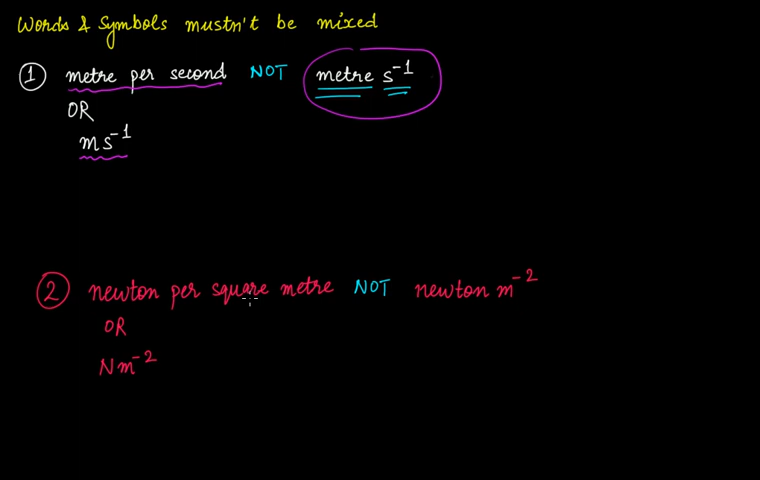 Words & Symbols mustn't be mixed
① metre per second NOT metre s⁻¹
OR
m s⁻¹
② newton per square metre NOT newton m⁻²
OR
Nm⁻²